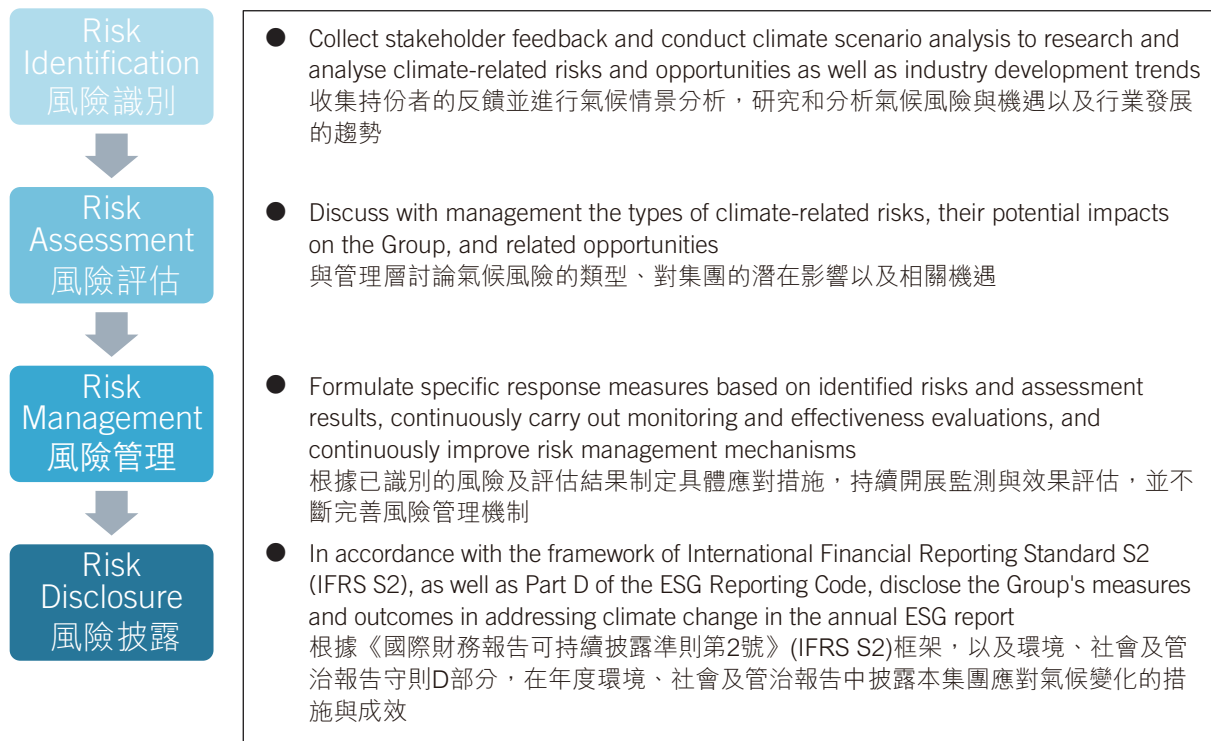 Risk
Identification
風險識別
● Collect stakeholder feedback and conduct climate scenario analysis to research and
analyse climate-related risks and opportunities as well as industry development trends
收集持份者的反饋並進行氣候情景分析，研究和分析氣候風險與機遇以及行業發展
的趨勢
Risk
Assessment
風險評估
● Discuss with management the types of climate-related risks, their potential impacts
on the Group, and related opportunities
與管理層討論氣候風險的類型、對集團的潛在影響以及相關機遇
Risk
Management
風險管理
● Formulate specific response measures based on identified risks and assessment
results, continuously carry out monitoring and effectiveness evaluations, and
continuously improve risk management mechanisms
根據已識別的風險及評估結果制定具體應對措施，持續開展監測與效果評估，並不
斷完善風險管理機制
Risk
Disclosure
風險披露
● In accordance with the framework of International Financial Reporting Standard S2
(IFRS S2), as well as Part D of the ESG Reporting Code, disclose the Group's measures
and outcomes in addressing climate change in the annual ESG report
根據《國際財務報告可持續披露準則第2號》(IFRS S2)框架，以及環境、社會及管
治報告守則D部分，在年度環境、社會及管治報告中披露本集團應對氣候變化的措
施與成效